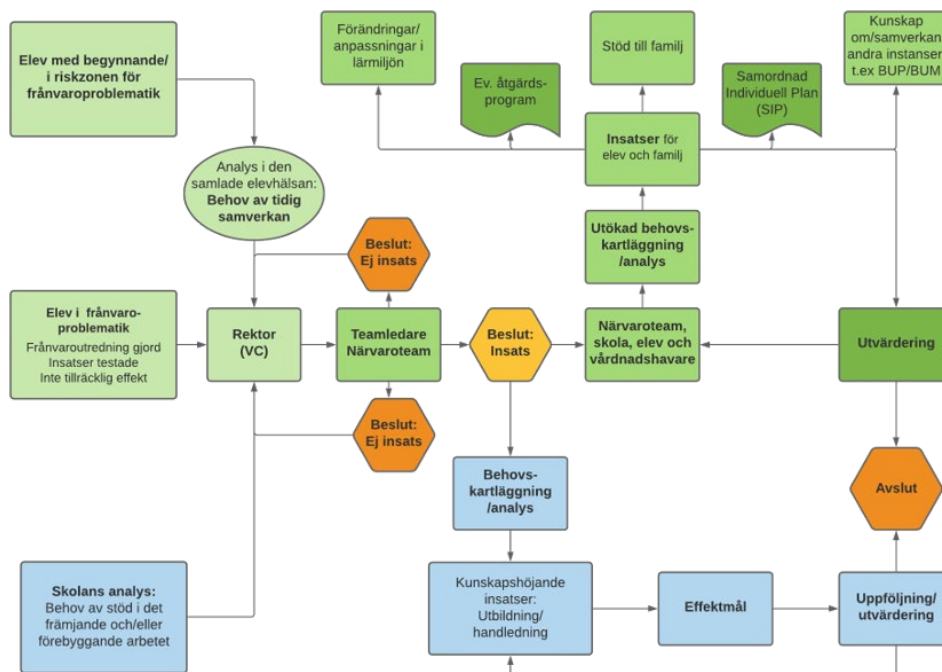 Elev med begynnande/
i riskzonen för
frånvaroproblematik
Förändringar/
anpassningar i
lärmiljön
Ev. åtgärds-
program
Stöd till familj
Samordnad
Individuell Plan
(SIP)
Kunskap
om/samverkan
andra instanser
t.ex BUP/BUM
Insatser för
elev och familj
Analys i den
samlade elevhälsan:
Behov av tidig
samverkan
Utökad behovs-
kartläggning
/analys
Beslut:
Ej insats
Elev i frånvaro-
problematik
Frånvaroutredning gjord
Insatser testade
Inte tillräcklig effekt
Rektor
(VC)
Teamledare
Närvaroteam
Beslut:
Insats
Närvaroteam,
skola, elev och
vårdnadshavare
Utvärdering
Beslut:
Ej insats
Behovs-
kartläggning
/analys
Avslut
Skolans analys:
Behov av stöd i det
främjande och/eller
förebyggande arbetet
Kunskapshöjande
insatser:
Utbildning/
handledning
Effektmål
Uppföljning/
utvärdering